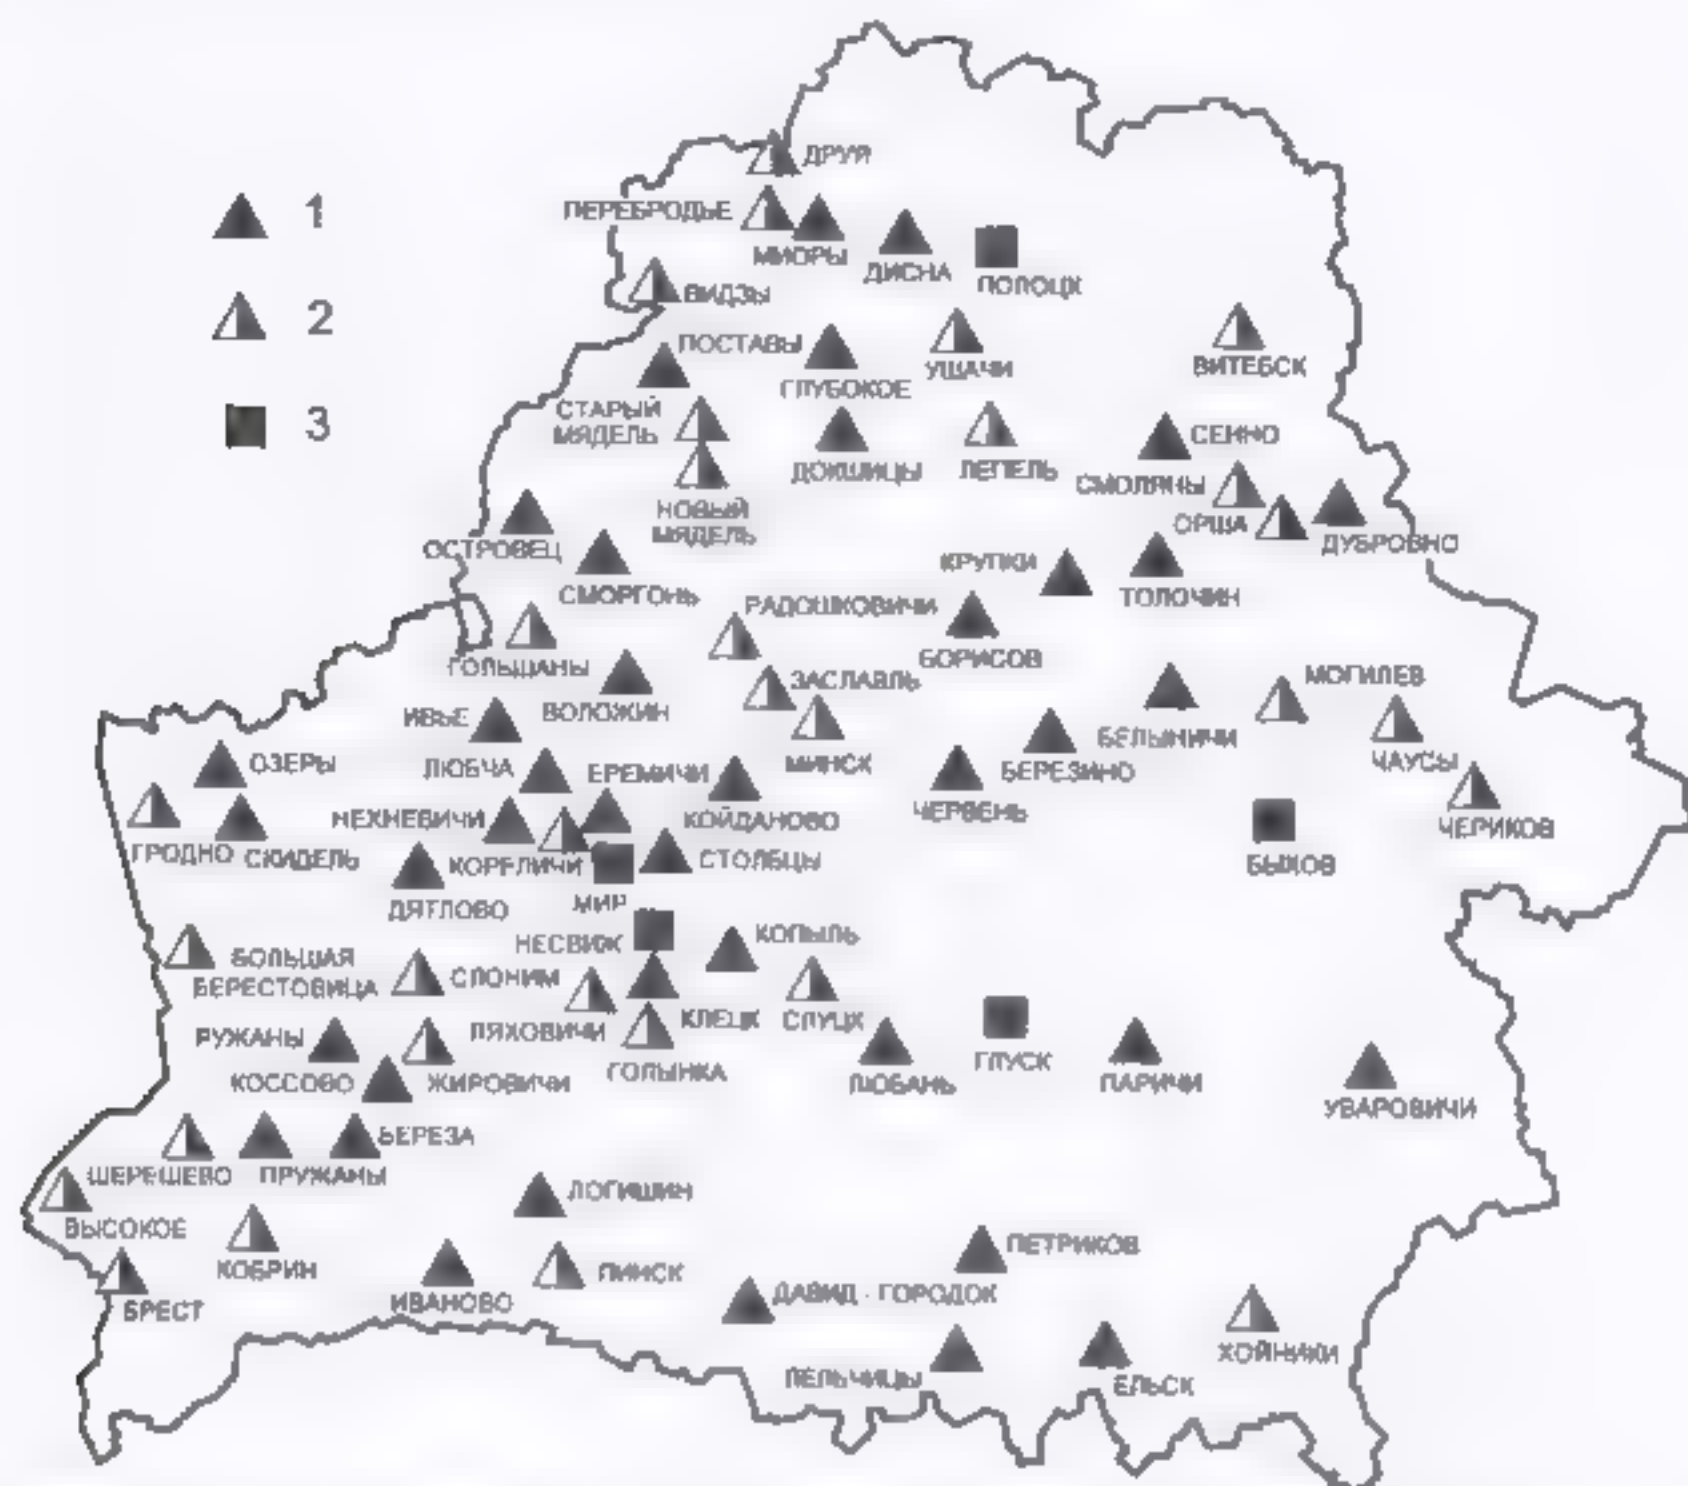 1
2
3
ДРУЯ
ПЕРЕБРОДЬЕ
МИОРЫ
ДИСНА
ПОЛОЦК
ВИДЗЫ
ПОСТАВЫ
ГЛУБОКОЕ
УШАЧИ
ВИТЕБСК
СТАРЫЙ
МЯДЕЛЬ
ДОКШИЦЫ
ЛЕПЕЛЬ
СЕННО
СМОЛЯНЫ
НОВЫЙ
МЯДЕЛЬ
ОРША
ДУБРОВНО
ОСТРОВЕЦ
СМОРГОНЬ
КРУПКИ
ТОЛОЧИН
РАДОШКОВИЧИ
БОРИСОВ
ГОЛЬШАНЫ
ЗАСЛАВЛЬ
МОГИЛЕВ
ИВЬЕ
ВОЛОЖИН
МИНСК
БЕЛЫНИЧИ
ЧАУСЫ
ОЗЕРЫ
ЛЮБЧА
ЕРЕМИЧИ
БЕРЕЗИНО
НЕХНЕВИЧИ
КОЙДАНОВО
ЧЕРВЕНЬ
ЧЕРИКОВ
ГРОДНО
СКИДЕЛЬ
КОРЕЛИЧИ
СТОЛБЦЫ
БЫХОВ
ДЯТЛОВО
МИР
НЕСВИЖ
КОПЫЛЬ
БОЛЬШАЯ
БЕРЕСТОВИЦА
СЛОНИМ
ЛЯХОВИЧИ
КЛЕЦК
СЛУЦК
РУЖАНЫ
ГОЛЫНКА
ГЛУСК
КОССОВО
ЖИРОВИЧИ
ЛЮБАНЬ
ПАРИЧИ
УВАРОВИЧИ
БЕРЕЗА
ШЕРЕШЕВО
ПРУЖАНЫ
ЛОГИШИН
ВЫСОКОЕ
КОБРИН
ПИНСК
ПЕТРИКОВ
БРЕСТ
ИВАНОВО
ДАВИД - ГОРОДОК
ХОЙНИКИ
ЛЕЛЬЧИЦЫ
ЕЛЬСК